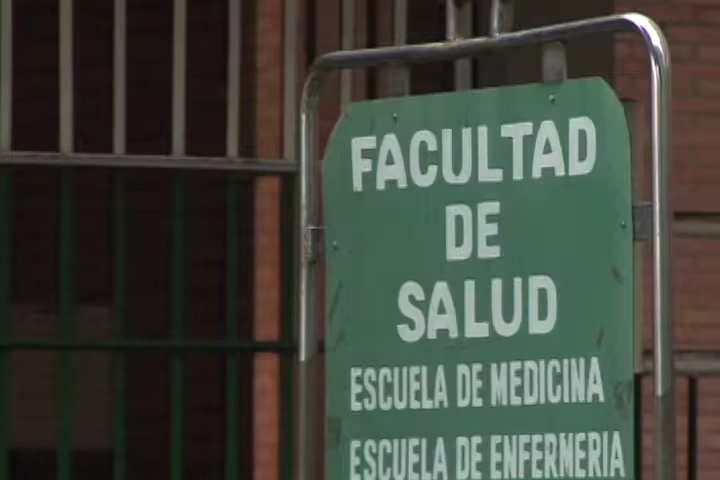 FACULTAD
DE
SALUD
ESCUELA DE MEDICINA
ESCUELA DE ENFERMERIA